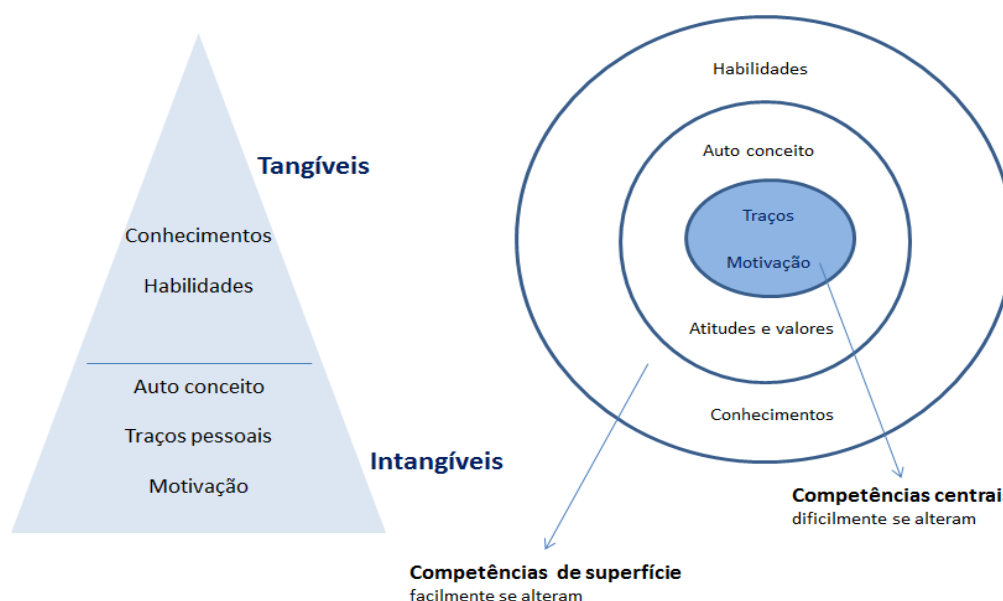 Tangíveis
Conhecimentos
Habilidades
Auto conceito
Traços pessoais
Motivação
Intangíveis
Habilidades
Auto conceito
Traços
Motivação
Atitudes e valores
Conhecimentos
Competências centrai
dificilmente se alteram
Competências de superfície
facilmente se alteram